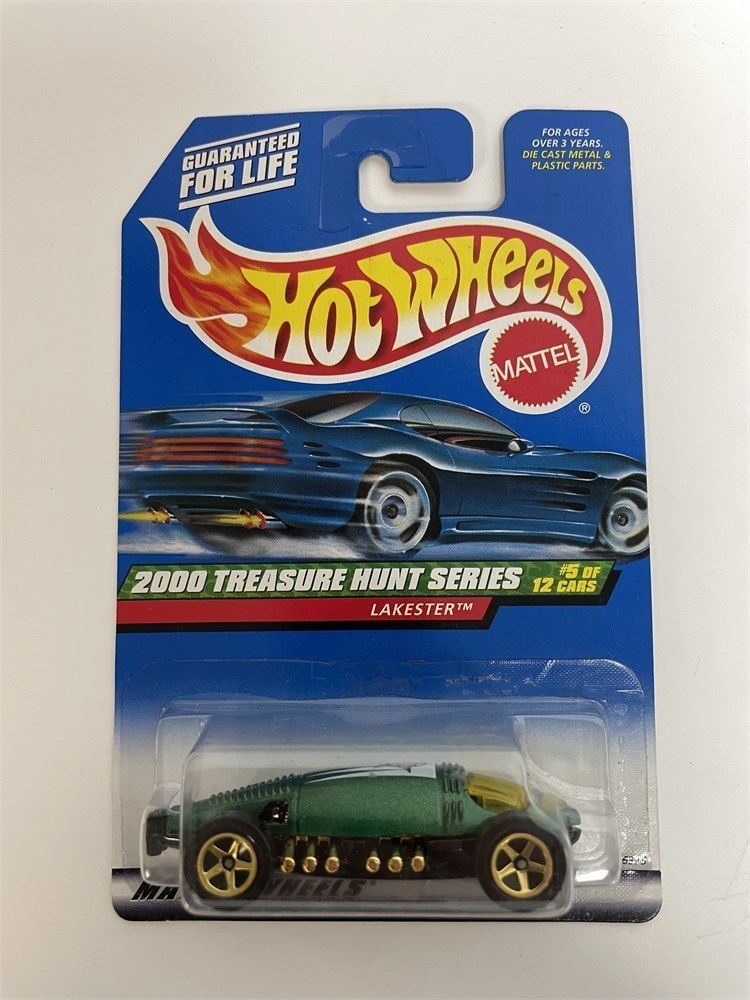 GUARANTEED
FOR LIFE
FOR AGES
OVER 3 YEARS.
DIE CAST METAL &
PLASTIC PARTS.
HOT WHEELS
MATTEL
®
2000 TREASURE HUNT SERIES
#5 OF
12 CARS
LAKESTER™
WHEELS